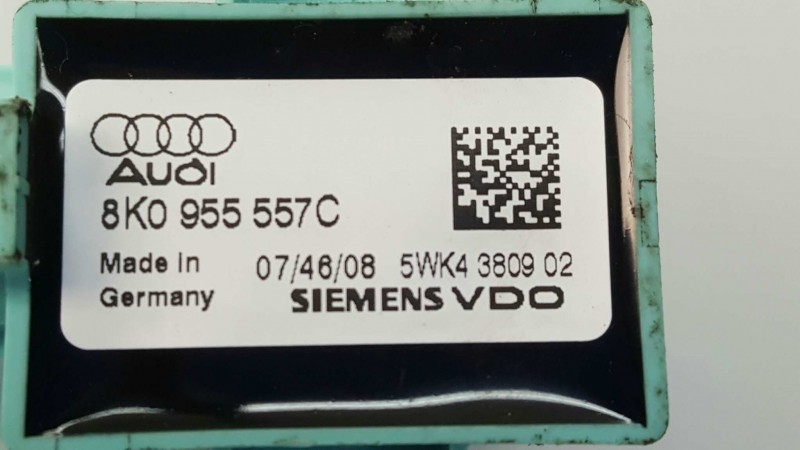 Audi
8K0 955 557C
Made in 07/46/08 5WK4 3809 02
Germany SIEMENS VDO